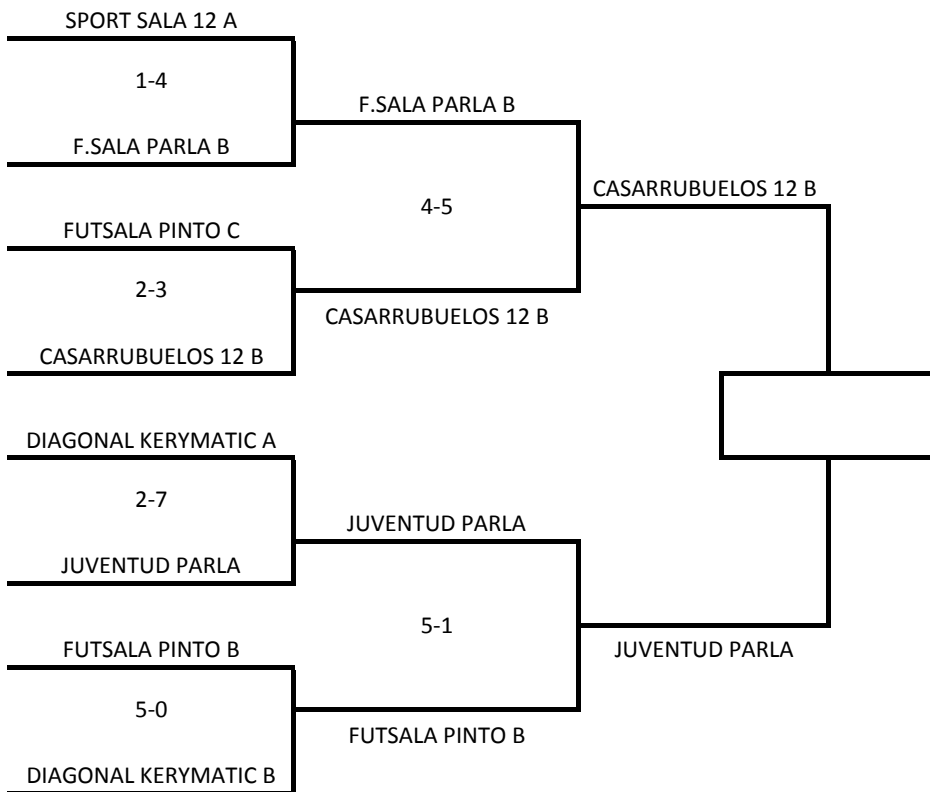 SPORT SALA 12 A
1-4
F.SALA PARLA B
F.SALA PARLA B
4-5
CASARRUBUELOS 12 B
FUTSALA PINTO C
2-3
CASARRUBUELOS 12 B
CASARRUBUELOS 12 B
DIAGONAL KERYMATIC A
2-7
JUVENTUD PARLA
JUVENTUD PARLA
5-1
JUVENTUD PARLA
FUTSALA PINTO B
5-0
FUTSALA PINTO B
DIAGONAL KERYMATIC B